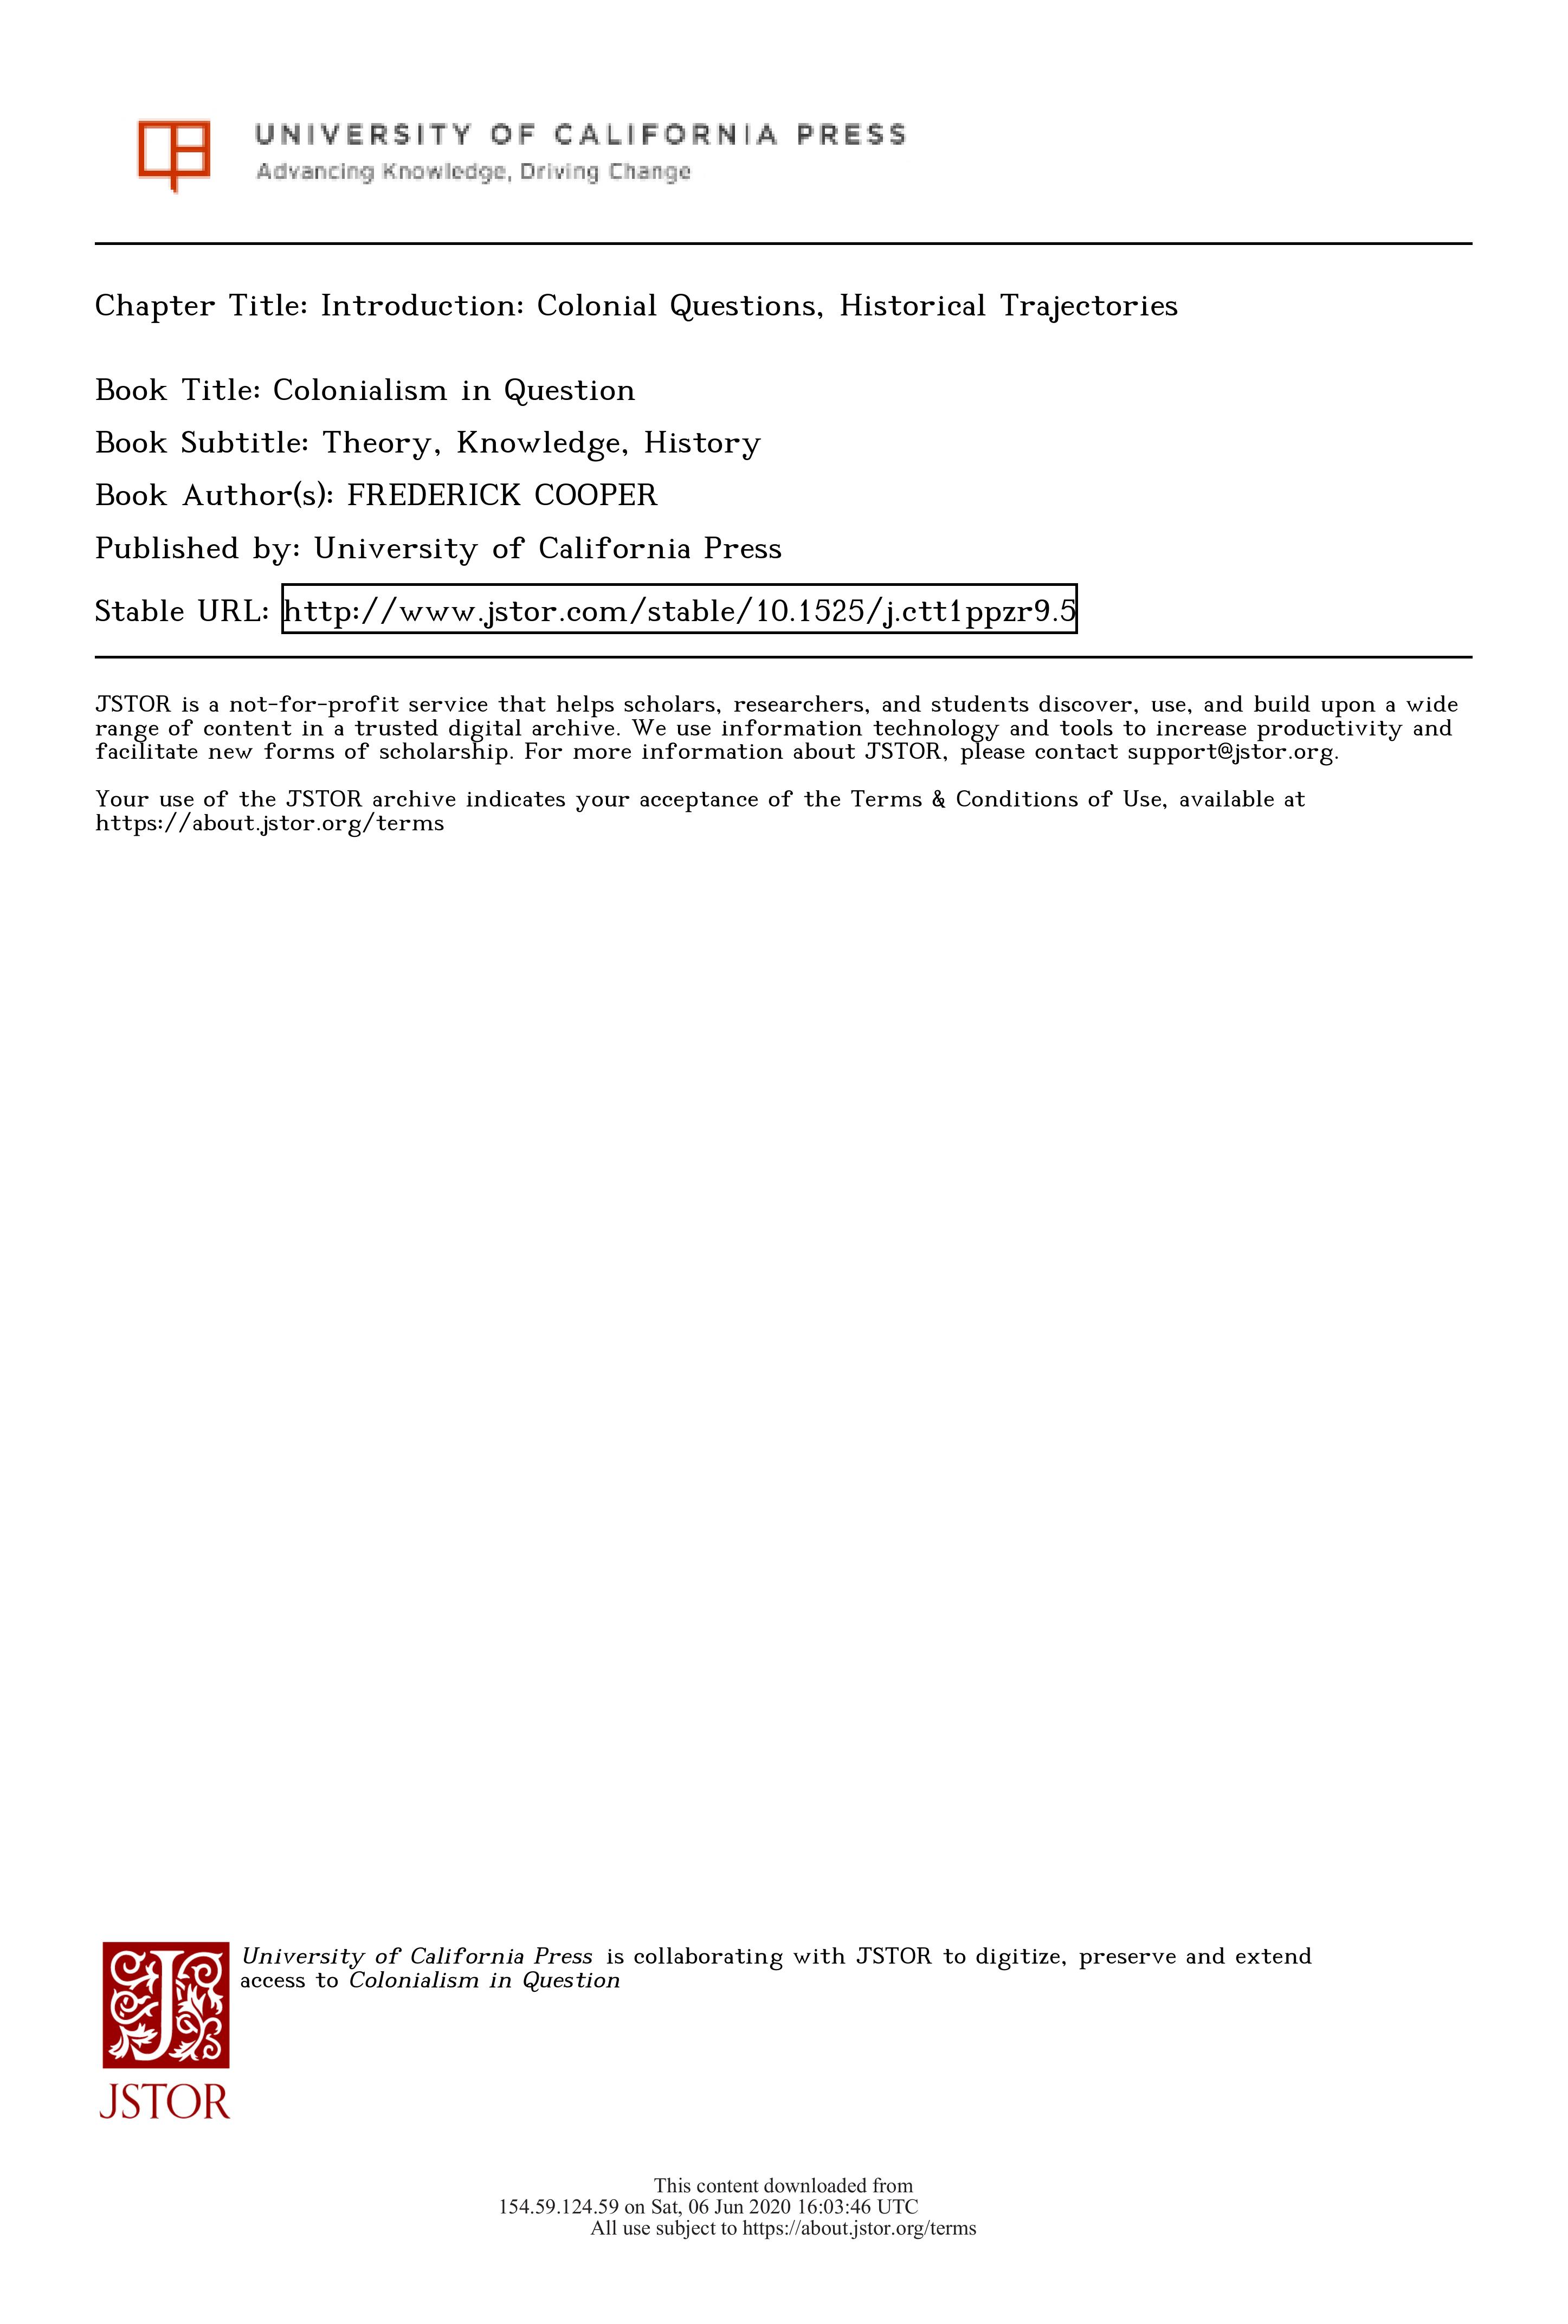 UNIVERSITY OF CALIFORNIA PRESS
Advancing Knowledge, Driving Change
Chapter Title: Introduction: Colonial Questions, Historical Trajectories
Book Title: Colonialism in Question
Book Subtitle: Theory, Knowledge, History
Book Author(s): FREDERICK COOPER
Published by: University of California Press
Stable URL: http://www.jstor.com/stable/10.1525/j.ctt1ppzr9.5
JSTOR is a not-for-profit service that helps scholars, researchers, and students discover, use, and build upon a wide
range of content in a trusted digital archive. We use information technology and tools to increase productivity and
facilitate new forms of scholarship. For more information about JSTOR, please contact support@jstor.org.
Your use of the JSTOR archive indicates your acceptance of the Terms & Conditions of Use, available at
https://about.jstor.org/terms
University of California Press is collaborating with JSTOR to digitize, preserve and extend
access to Colonialism in Question
JSTOR
This content downloaded from
154.59.124.59 on Sat, 06 Jun 2020 16:03:46 UTC
All use subject to https://about.jstor.org/terms